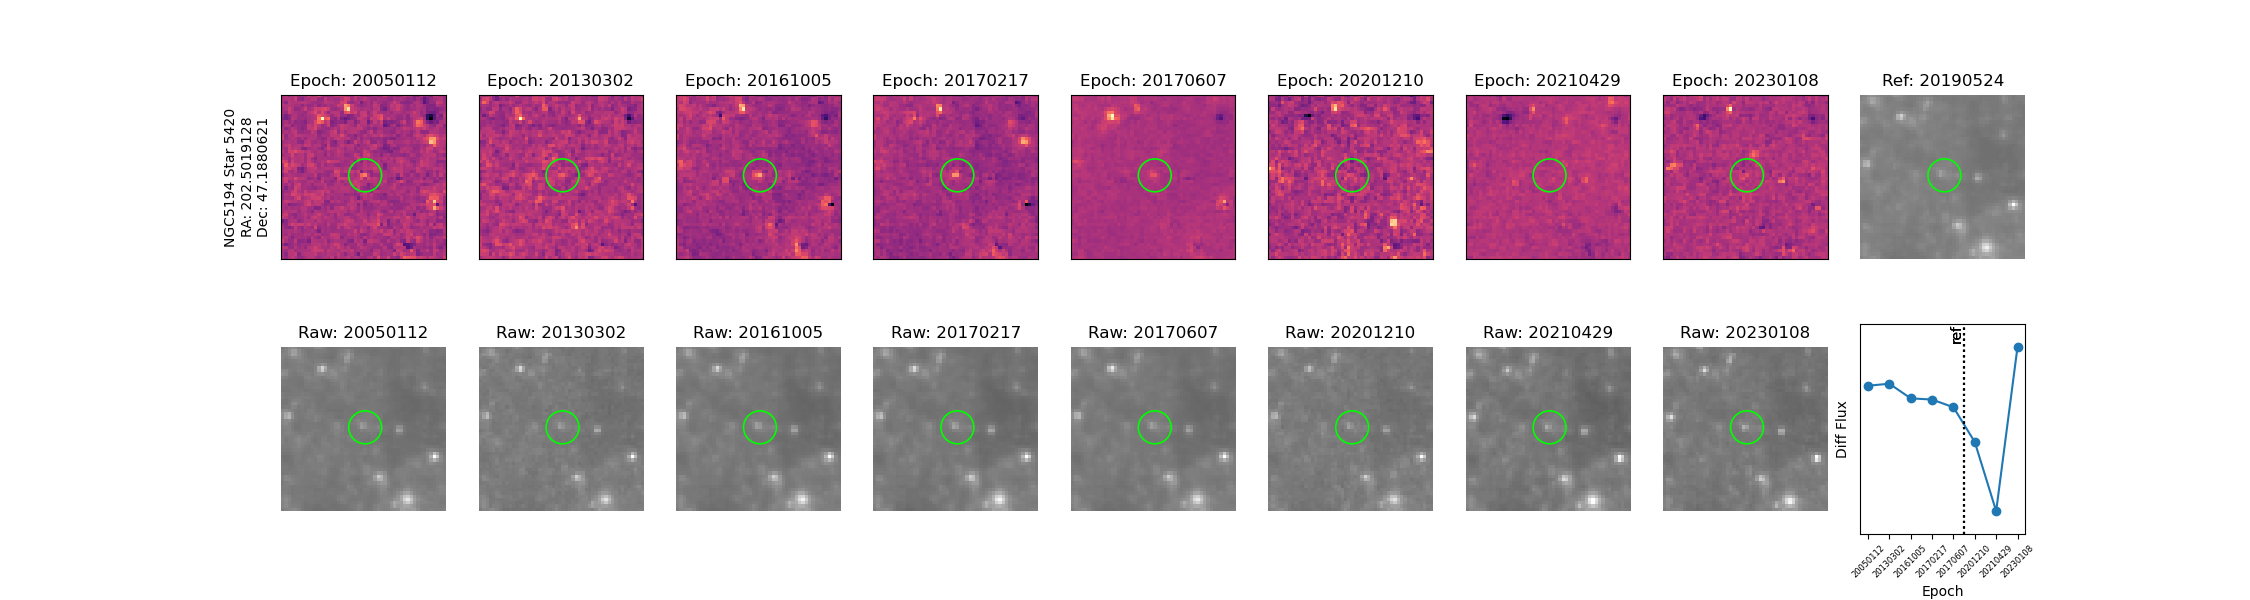 NGC5194 Star 5420
RA: 202.5019128
Dec: 47.1880621
Epoch: 20050112
Epoch: 20130302
Epoch: 20161005
Epoch: 20170217
Epoch: 20170607
Epoch: 20201210
Epoch: 20210429
Epoch: 20230108
Ref: 20190524
Raw: 20050112
Raw: 20130302
Raw: 20161005
Raw: 20170217
Raw: 20170607
Raw: 20201210
Raw: 20210429
Raw: 20230108
ref
Diff Flux
20050112
20130302
20161005
20170217
20170607
20201210
20210429
20230108
Epoch